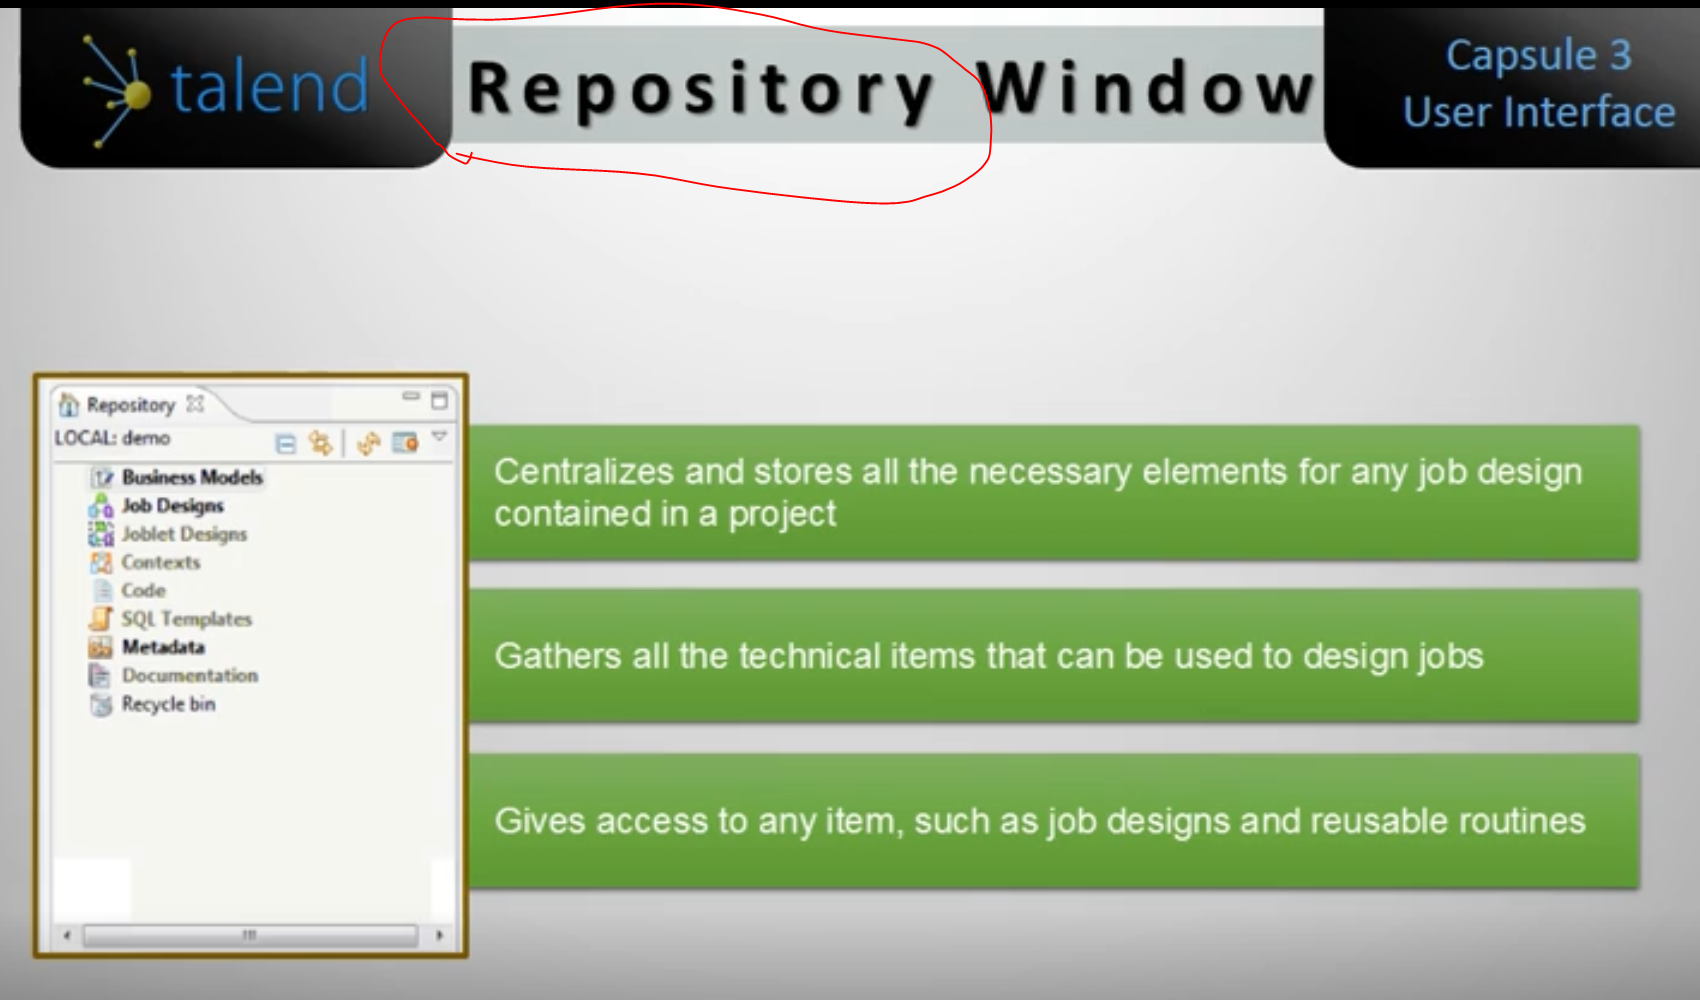 talend
Repository Window
Capsule 3
User Interface
Repository
LOCAL: demo
Business Models
Job Designs
Joblet Designs
Contexts
Code
SQL Templates
Metadata
Documentation
Recycle bin
Centralizes and stores all the necessary elements for any job design
contained in a project
Gathers all the technical items that can be used to design jobs
Gives access to any item, such as job designs and reusable routines